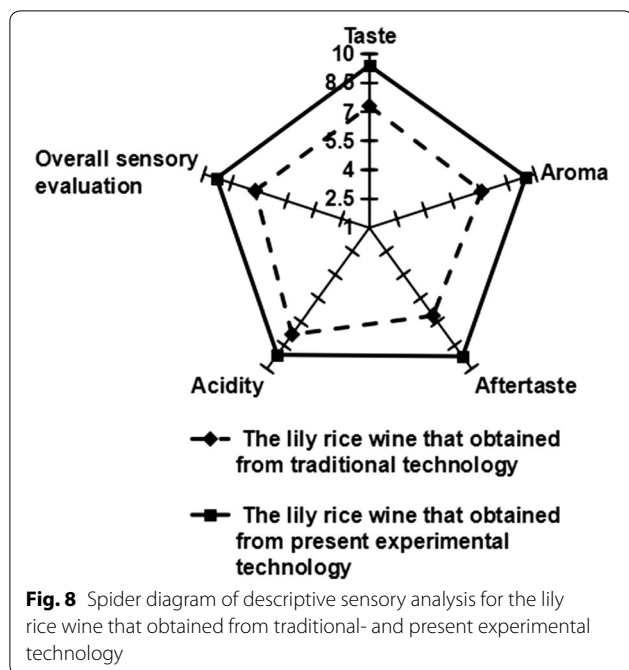 Taste
10
8.5
7
5.5
4
2.5
1
Aroma
Overall sensory
evaluation
Acidity
Aftertaste
The lily rice wine that obtained
from traditional technology
The lily rice wine that obtained
from present experimental
technology
Fig. 8 Spider diagram of descriptive sensory analysis for the lily
rice wine that obtained from traditional- and present experimental
technology